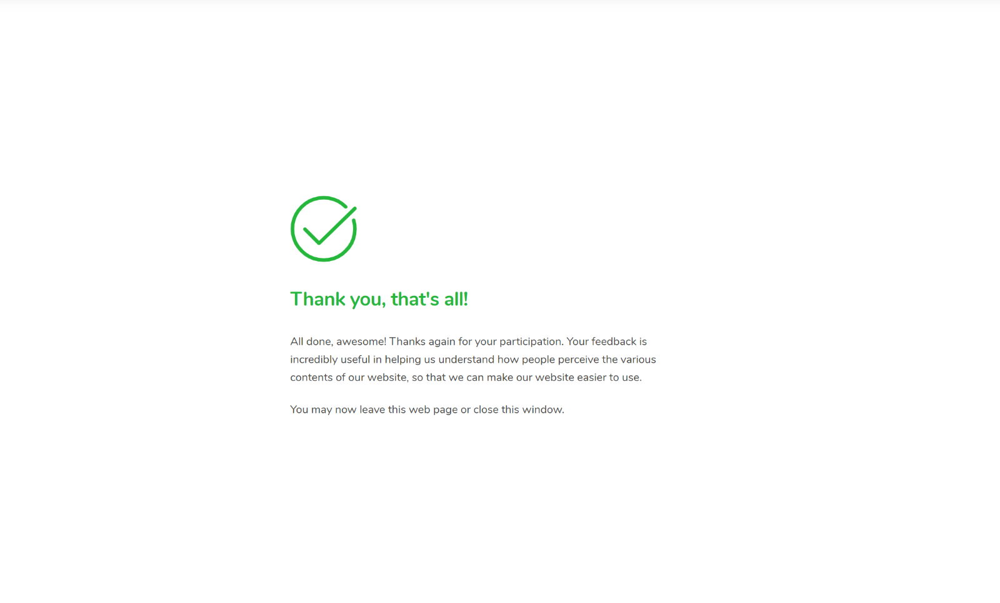 Thank you, that's all!
All done, awesome! Thanks again for your participation. Your feedback is
incredibly useful in helping us understand how people perceive the various
contents of our website, so that we can make our website easier to use.
You may now leave this web page or close this window.